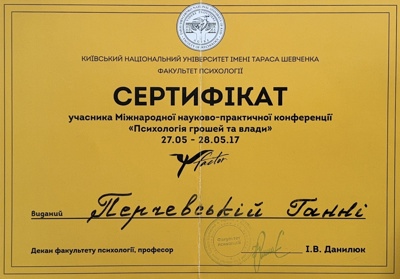 КИЇВСЬКИЙ НАЦІОНАЛЬНИЙ УНІВЕРСИТЕТ ІМЕНІ ТАРАСА ШЕВЧЕНКА
ФАКУЛЬТЕТ ПСИХОЛОГІЇ
СЕРТИФІКАТ
учасника Міжнародної науково-практичної конференції
«Психологія грошей та влади»
27.05 - 28.05.17
factor
виданий Перчевській Ганні
Декан факультету психології, професор І.В. Данилюк